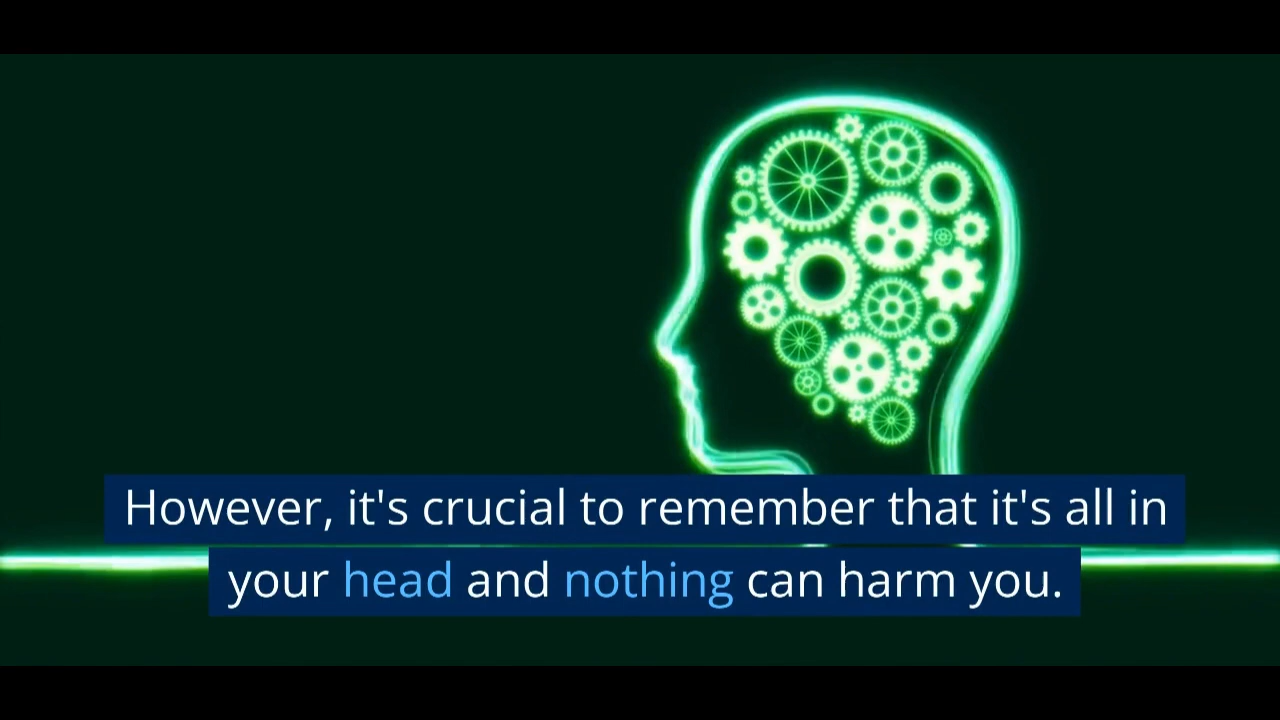 However, it's crucial to remember that it's all in
your head and nothing can harm you.